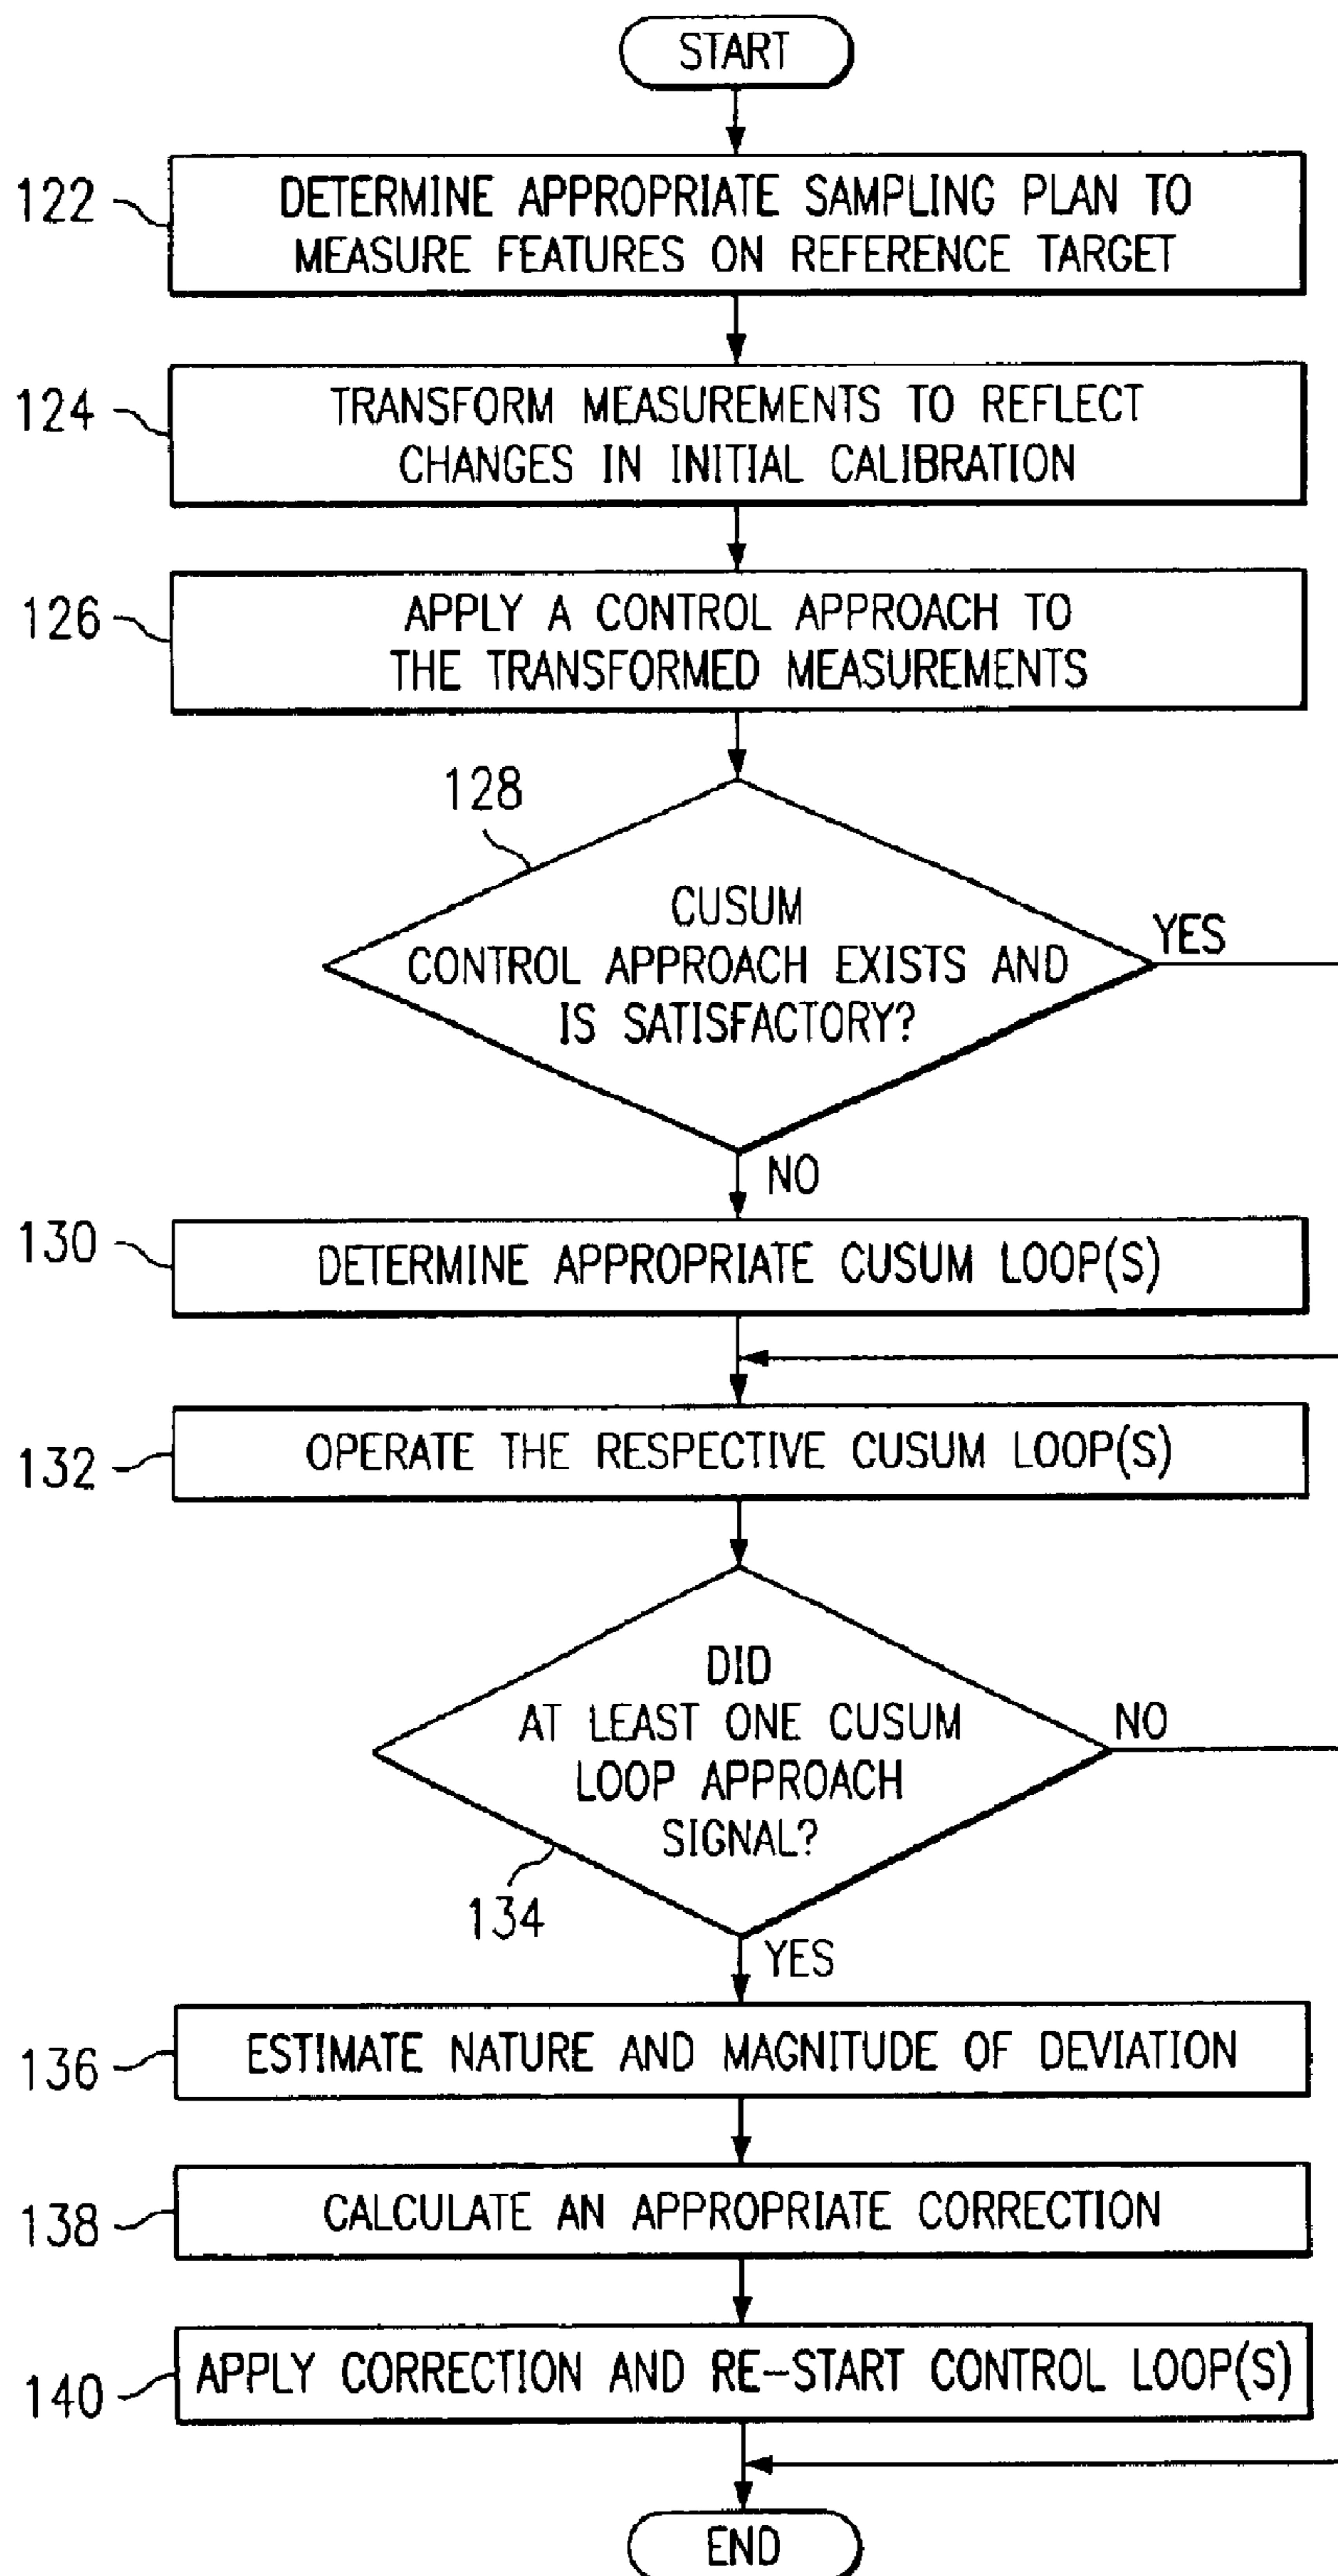 START
122
DETERMINE APPROPRIATE SAMPLING PLAN TO
MEASURE FEATURES ON REFERENCE TARGET
124
TRANSFORM MEASUREMENTS TO REFLECT
CHANGES IN INITIAL CALIBRATION
126
APPLY A CONTROL APPROACH TO
THE TRANSFORMED MEASUREMENTS
128
CUSUM
CONTROL APPROACH EXISTS AND
IS SATISFACTORY?
YES
NO
130
DETERMINE APPROPRIATE CUSUM LOOP(S)
132
OPERATE THE RESPECTIVE CUSUM LOOP(S)
DID
AT LEAST ONE CUSUM
LOOP APPROACH
SIGNAL?
NO
134
YES
136
ESTIMATE NATURE AND MAGNITUDE OF DEVIATION
138
CALCULATE AN APPROPRIATE CORRECTION
140
APPLY CORRECTION AND RE-START CONTROL LOOP(S)
END